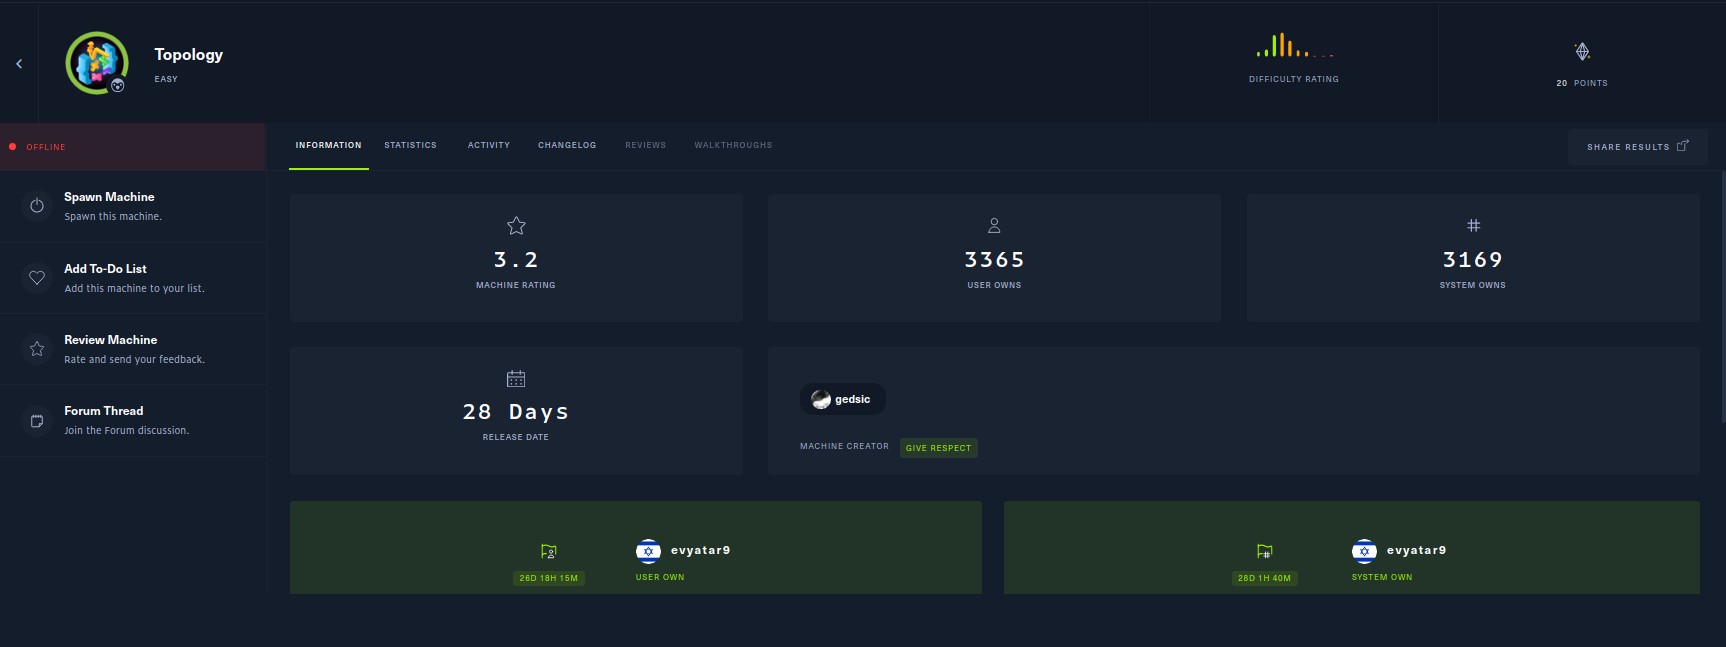 Topology
EASY
DIFFICULTY RATING
20 POINTS
OFFLINE
INFORMATION STATISTICS ACTIVITY CHANGELOG REVIEWS WALKTHROUGHS
SHARE RESULTS
Spawn Machine
Spawn this machine.
Add To-Do List
Add this machine to your list.
Review Machine
Rate and send your feedback.
Forum Thread
Join the Forum discussion.
3.2
MACHINE RATING
3365
USER OWNS
3169
SYSTEM OWNS
28 Days
RELEASE DATE
gedsic
MACHINE CREATOR GIVE RESPECT
evyatar9
26D 18H 15M USER OWN
evyatar9
28D 1H 40M SYSTEM OWN